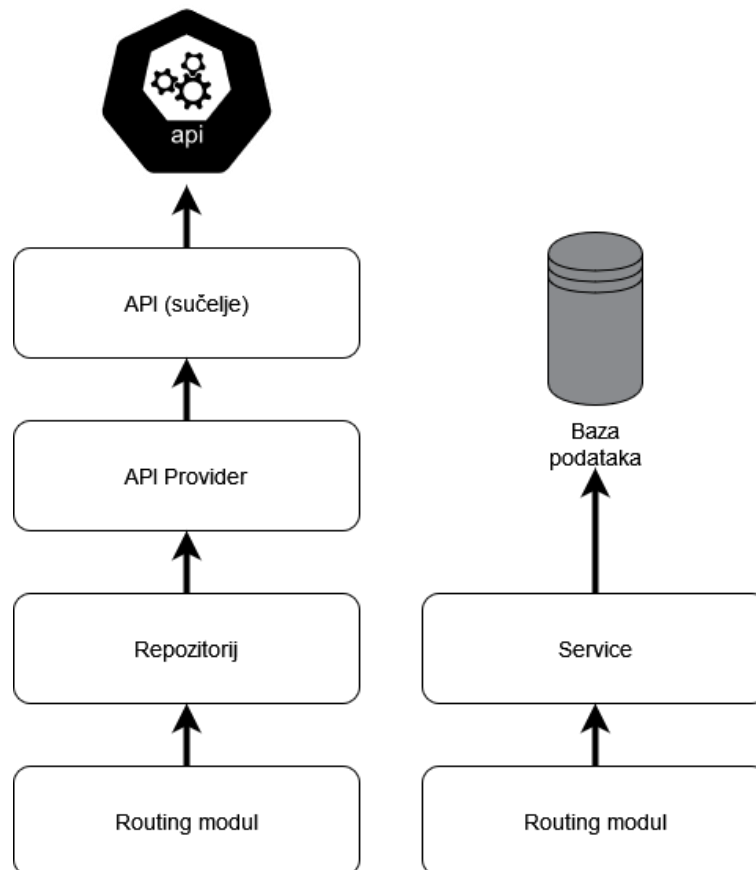 api
API (sučelje)
API Provider
Repozitorij
Routing modul
Baza
podataka
Service
Routing modul